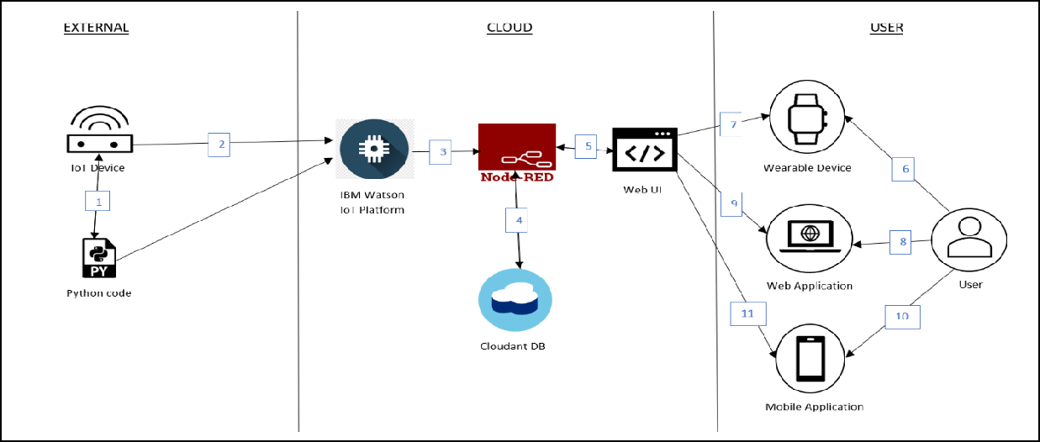 EXTERNAL
CLOUD
USER
IoT Device
1
PY
Python code
2
IBM Watson
IoT Platform
3
Node-RED
4
Cloudant DB
5
</>
Web UI
7
Wearable Device
6
9
Web Application
8
User
11
10
Mobile Application